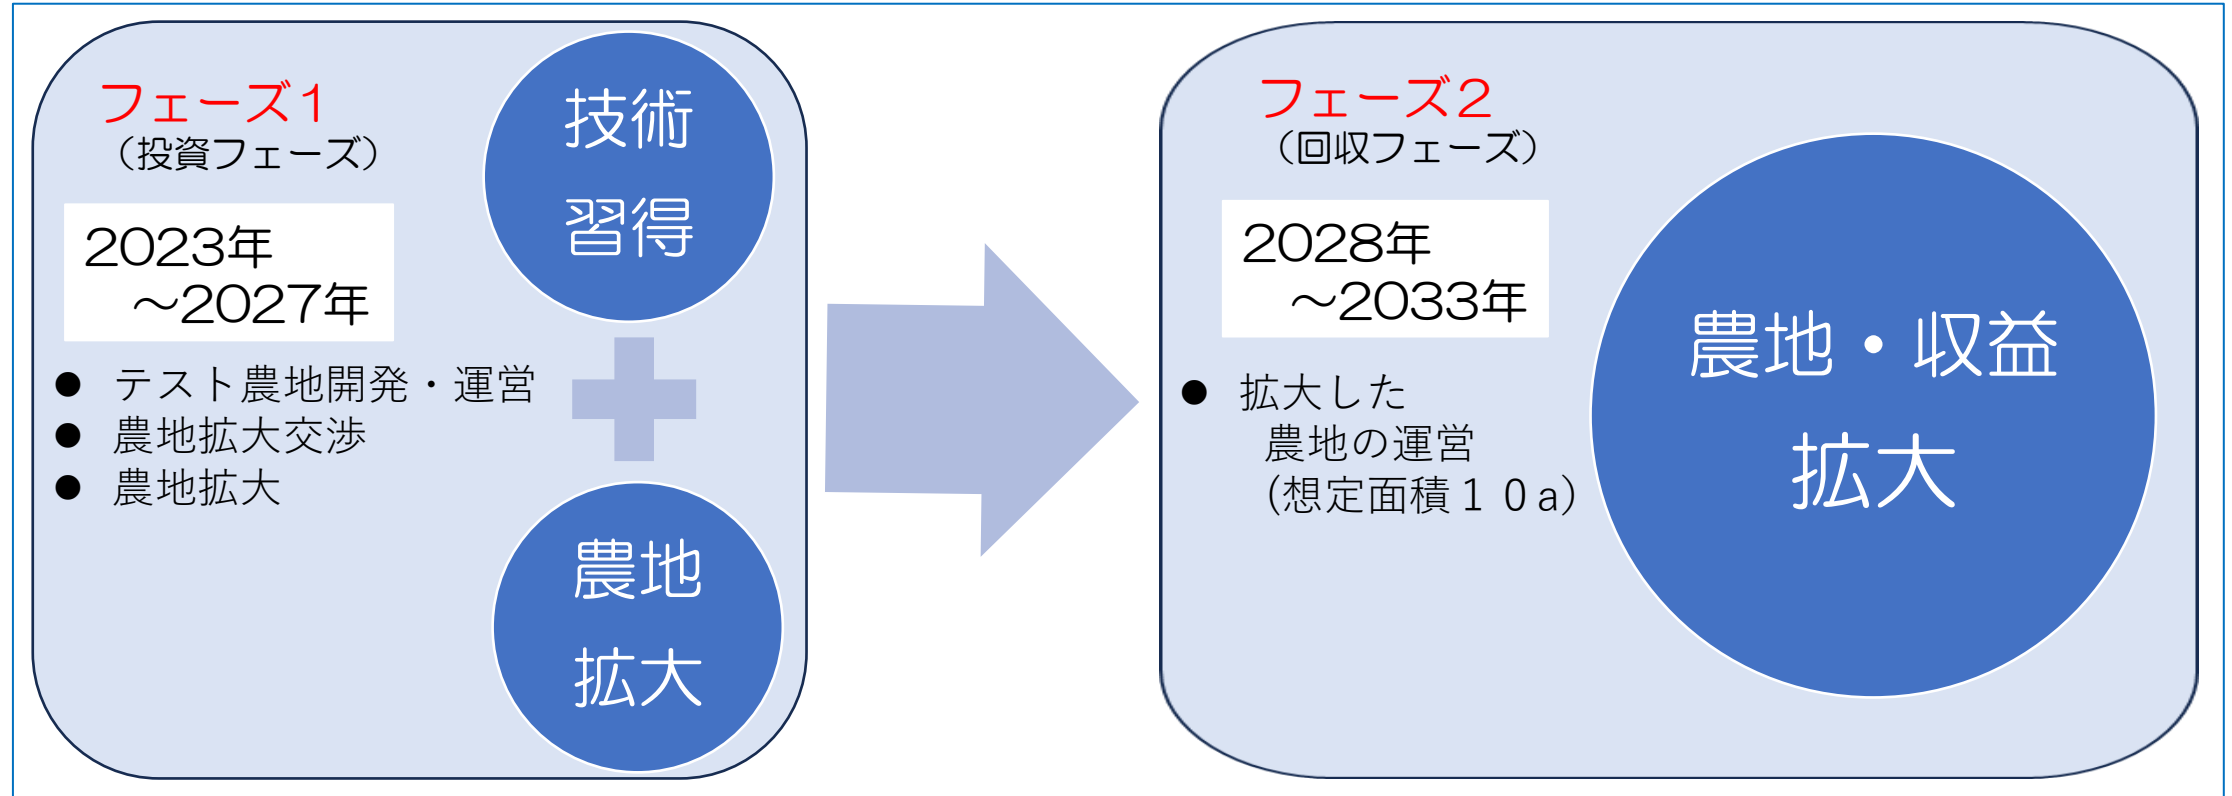 フェーズ１
（投資フェーズ）
2023年
～2027年
● テスト農地開発・運営
● 農地拡大交渉
● 農地拡大
技術
習得
農地
拡大
フェーズ２
（回収フェーズ）
2028年
～2033年
● 拡大した
農地の運営
(想定面積１０a)
農地・収益
拡大